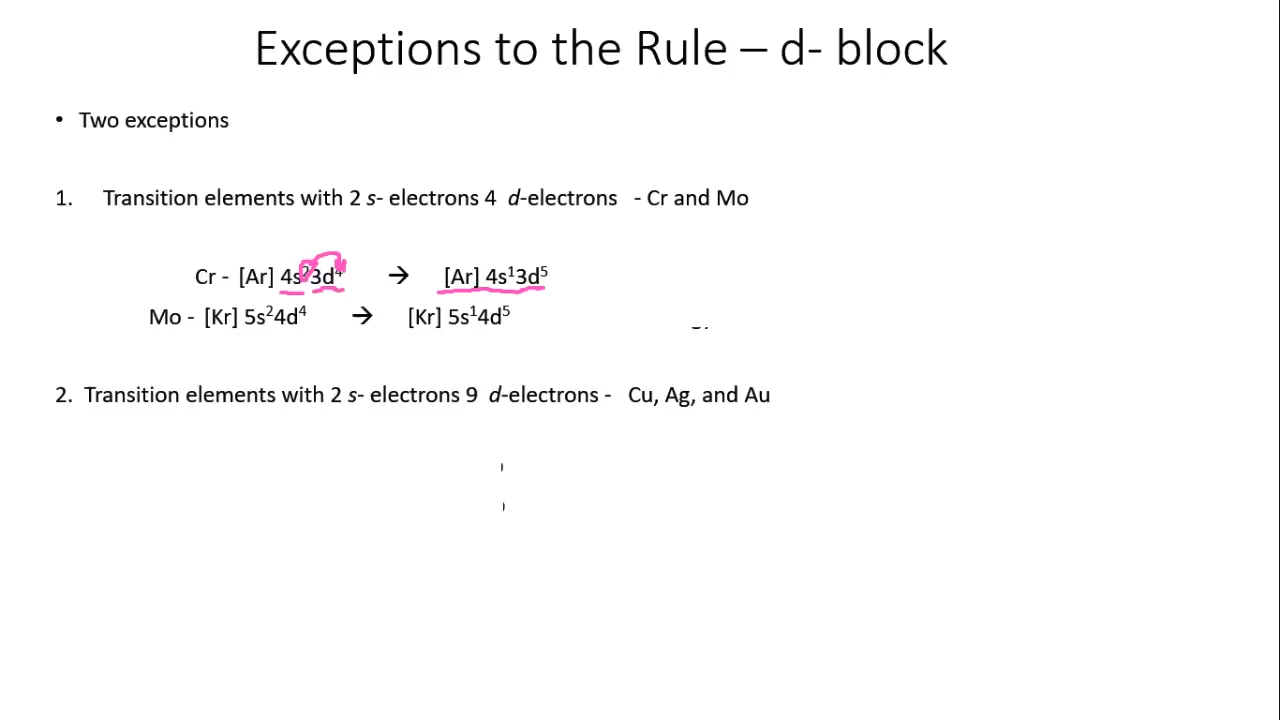 Exceptions to the Rule – d- block
• Two exceptions
1. Transition elements with 2 s- electrons 4 d-electrons - Cr and Mo
Cr - [Ar] 4s²3d⁴ → [Ar] 4s¹3d⁵
Mo - [Kr] 5s²4d⁴ → [Kr] 5s¹4d⁵
2. Transition elements with 2 s- electrons 9 d-electrons - Cu, Ag, and Au